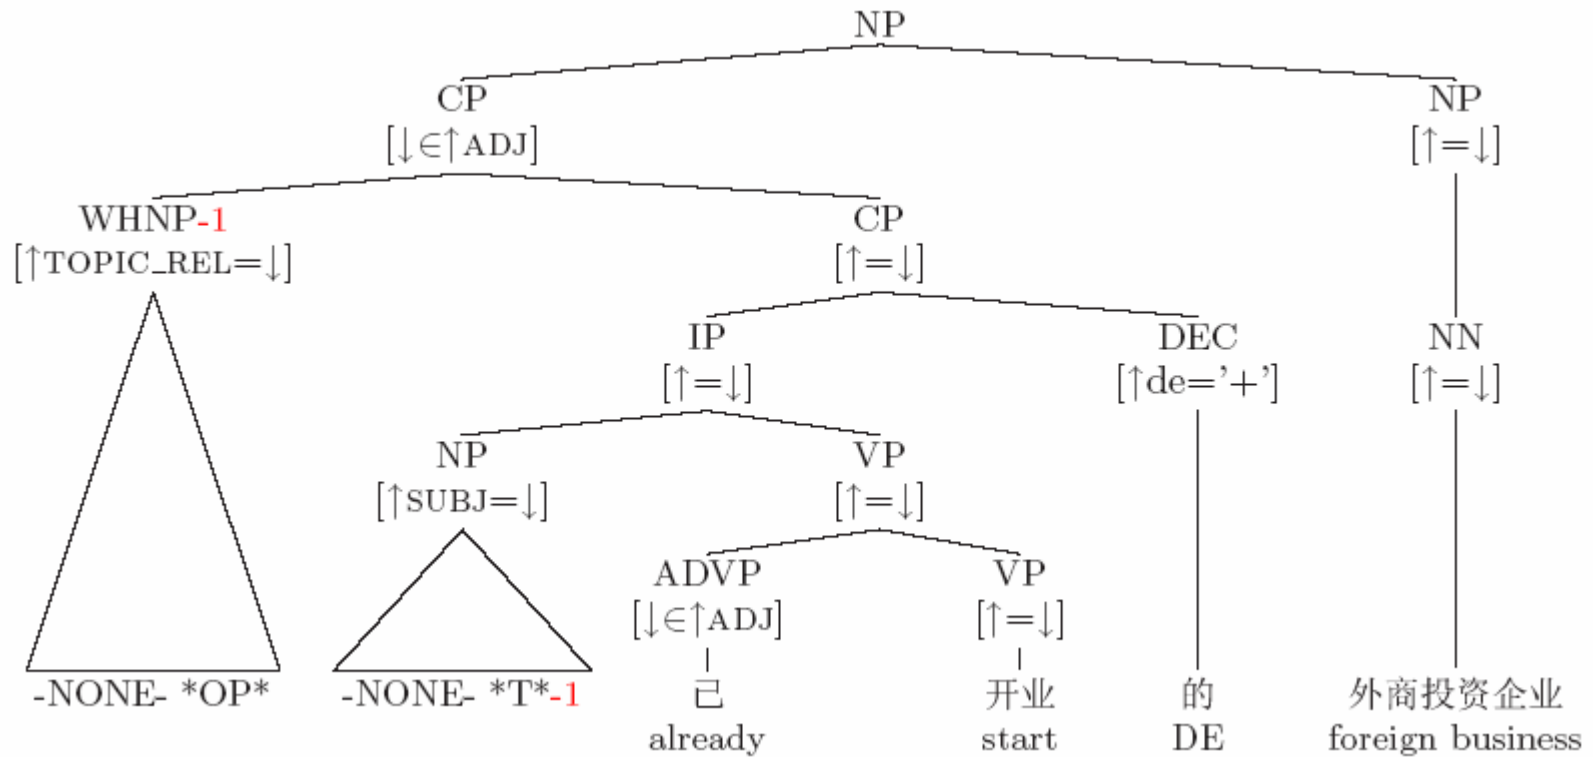 NP
CP NP
[↓∈↑ADJ] [↑=↓]
WHNP-1 CP
[↑TOPIC_REL=↓] [↑=↓]
IP DEC NN
[↑=↓] [↑de='+'] [↑=↓]
NP VP
[↑SUBJ=↓] [↑=↓]
ADVP VP
[↓∈↑ADJ] [↑=↓]
-NONE- *OP* -NONE- *T*-1 已 开业 的 外商投资企业
already start DE foreign business